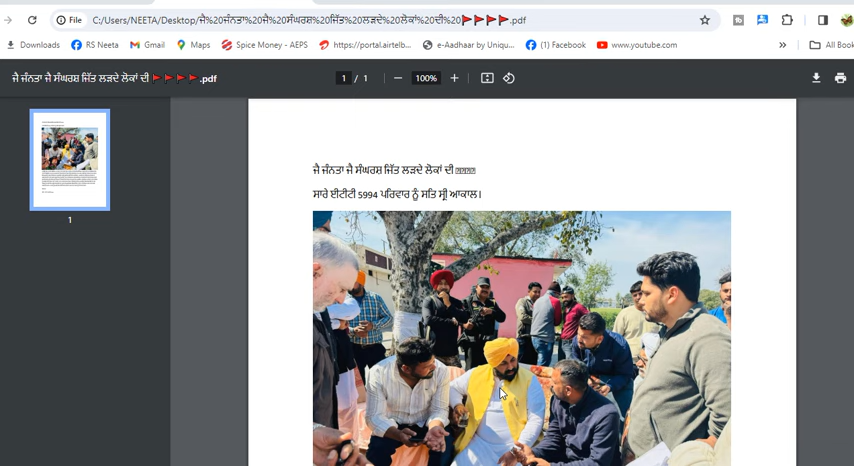 File C:/Users/NEETA/Desktop/ਜੈ%20ਜੰਨਤਾ%20ਜੈ%20ਸੰਘਰਸ਼%20ਜਿੱਤ%20ਲੜਦੇ%20ਲੋਕਾਂ%20ਦੀ%20🚩🚩🚩🚩.pdf
Downloads RS Neeta Gmail Maps Spice Money - AEPS https://portal.airtelb... e-Aadhaar by Uniqu... (1) Facebook www.youtube.com » All Book
ਜੈ ਜੰਨਤਾ ਜੈ ਸੰਘਰਸ਼ ਜਿੱਤ ਲੜਦੇ ਲੋਕਾਂ ਦੀ 🚩🚩🚩🚩.pdf 1 / 1 100%
1
ਜੈ ਜੰਨਤਾ ਜੈ ਸੰਘਰਸ਼ ਜਿੱਤ ਲੜਦੇ ਲੋਕਾਂ ਦੀ
ਸਾਰੇ ਈਟੀਟੀ 5994 ਪਰਿਵਾਰ ਨੂੰ ਸਤਿ ਸ੍ਰੀ ਆਕਾਲ।